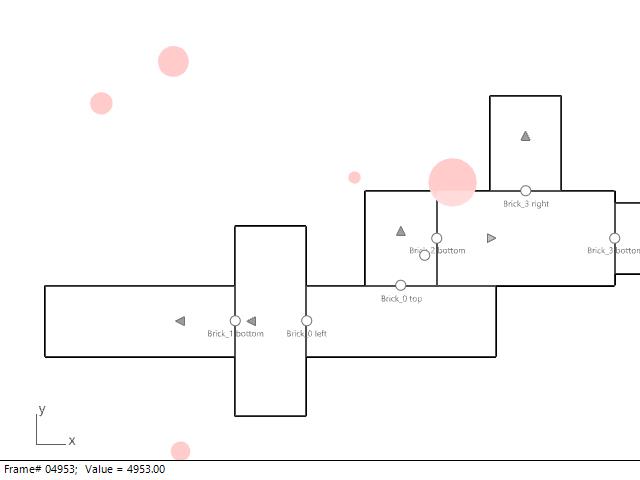 Brick_3 right
Brick_2 bottom
Brick_3 bottom
Brick_0 top
Brick_1 bottom
Brick_0 left
y
x
Frame# 04953; Value = 4953.00